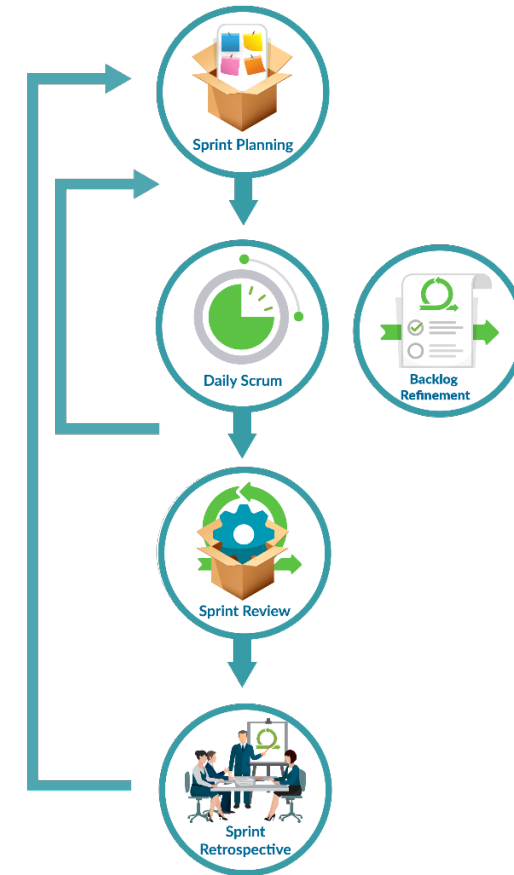 Sprint Planning
Daily Scrum
Backlog
Refinement
Sprint Review
Sprint
Retrospective